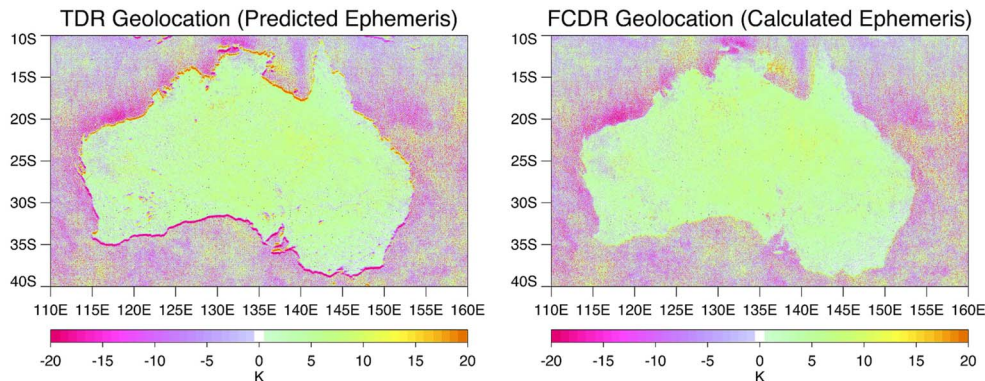 TDR Geolocation (Predicted Ephemeris)
10S
15S
20S
25S
30S
35S
40S
110E 115E 120E 125E 130E 135E 140E 145E 150E 155E 160E
-20 -15 -10 -5 0 5 10 15 20
K
FCDR Geolocation (Calculated Ephemeris)
10S
15S
20S
25S
30S
35S
40S
110E 115E 120E 125E 130E 135E 140E 145E 150E 155E 160E
-20 -15 -10 -5 0 5 10 15 20
K